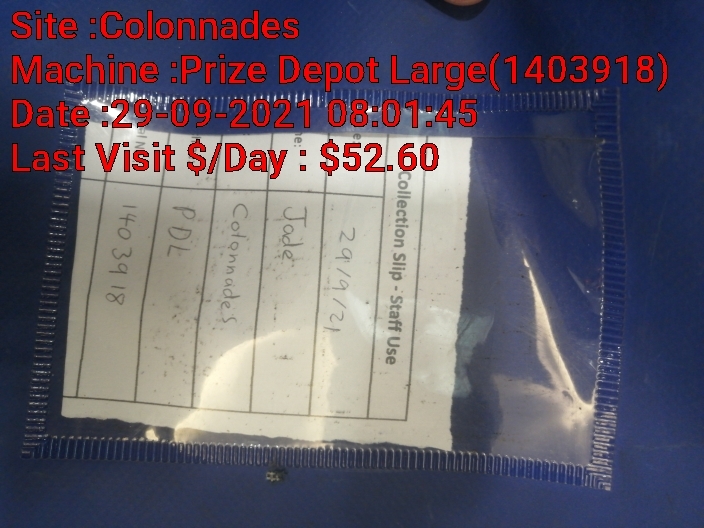 Site :Colonnades
Machine :Prize Depot Large(1403918)
Date :29-09-2021 08:01:45
Last Visit $/Day : $52.60
Collection Slip - Staff Use
29/9/21
Jade
Colonnades
PDL
1403918